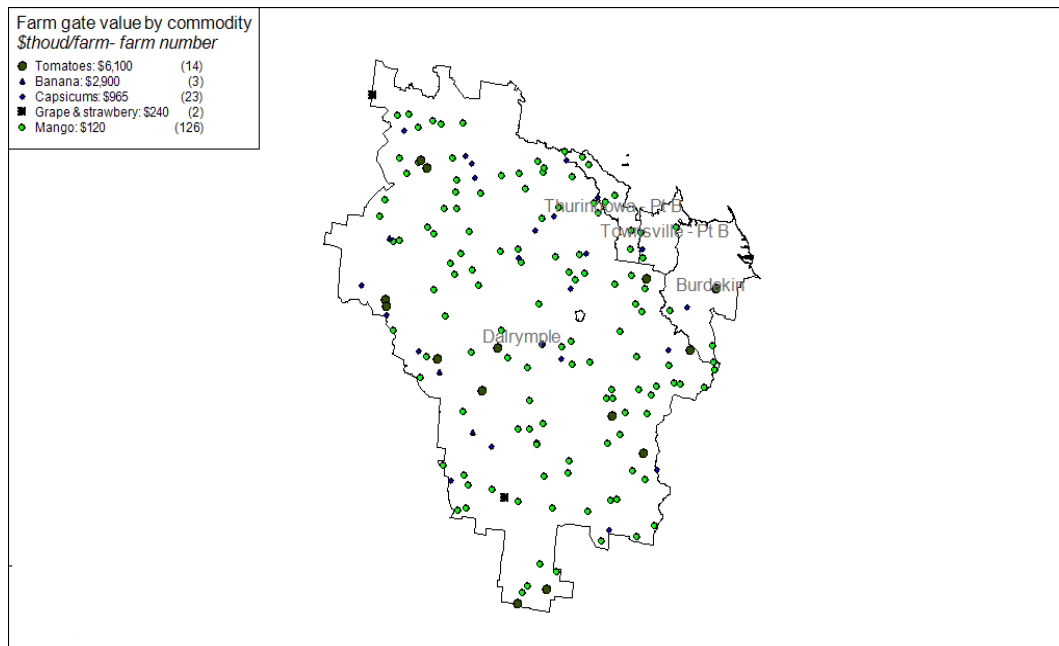 Farm gate value by commodity
$thoud/farm- farm number
Tomatoes: $6,100 (14)
Banana: $2,900 (3)
Capsicums: $965 (23)
Grape & strawbery: $240 (2)
Mango: $120 (126)
Thuringowa - Pt B
Townsville - Pt B
Burdekin
Dalrymple